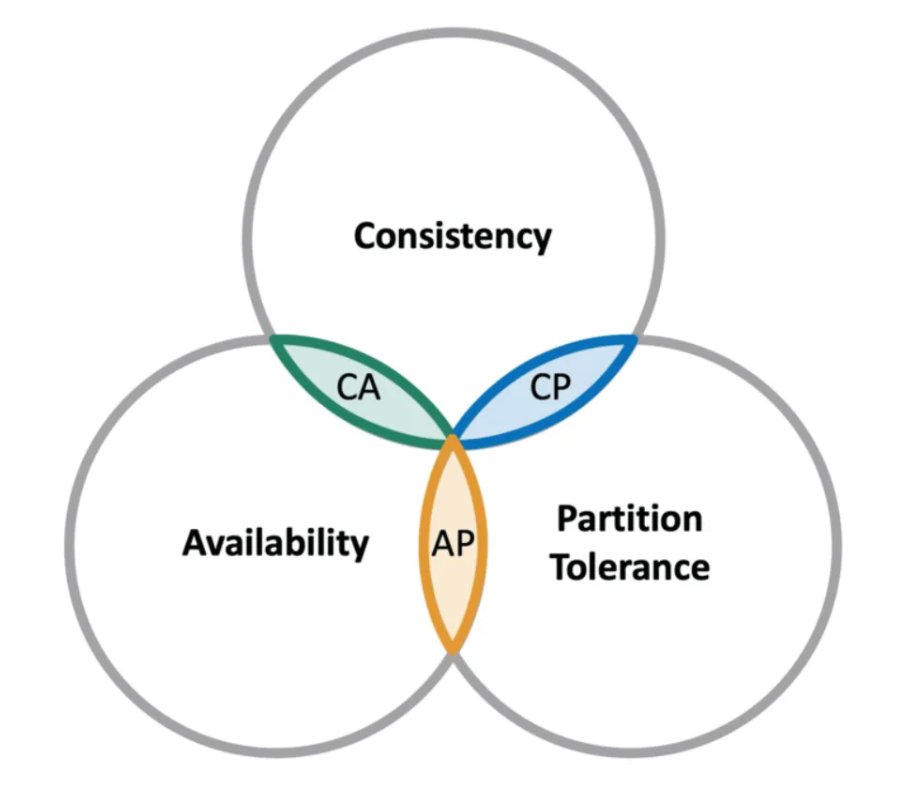 Consistency
CA
CP
Availability
AP
Partition
Tolerance